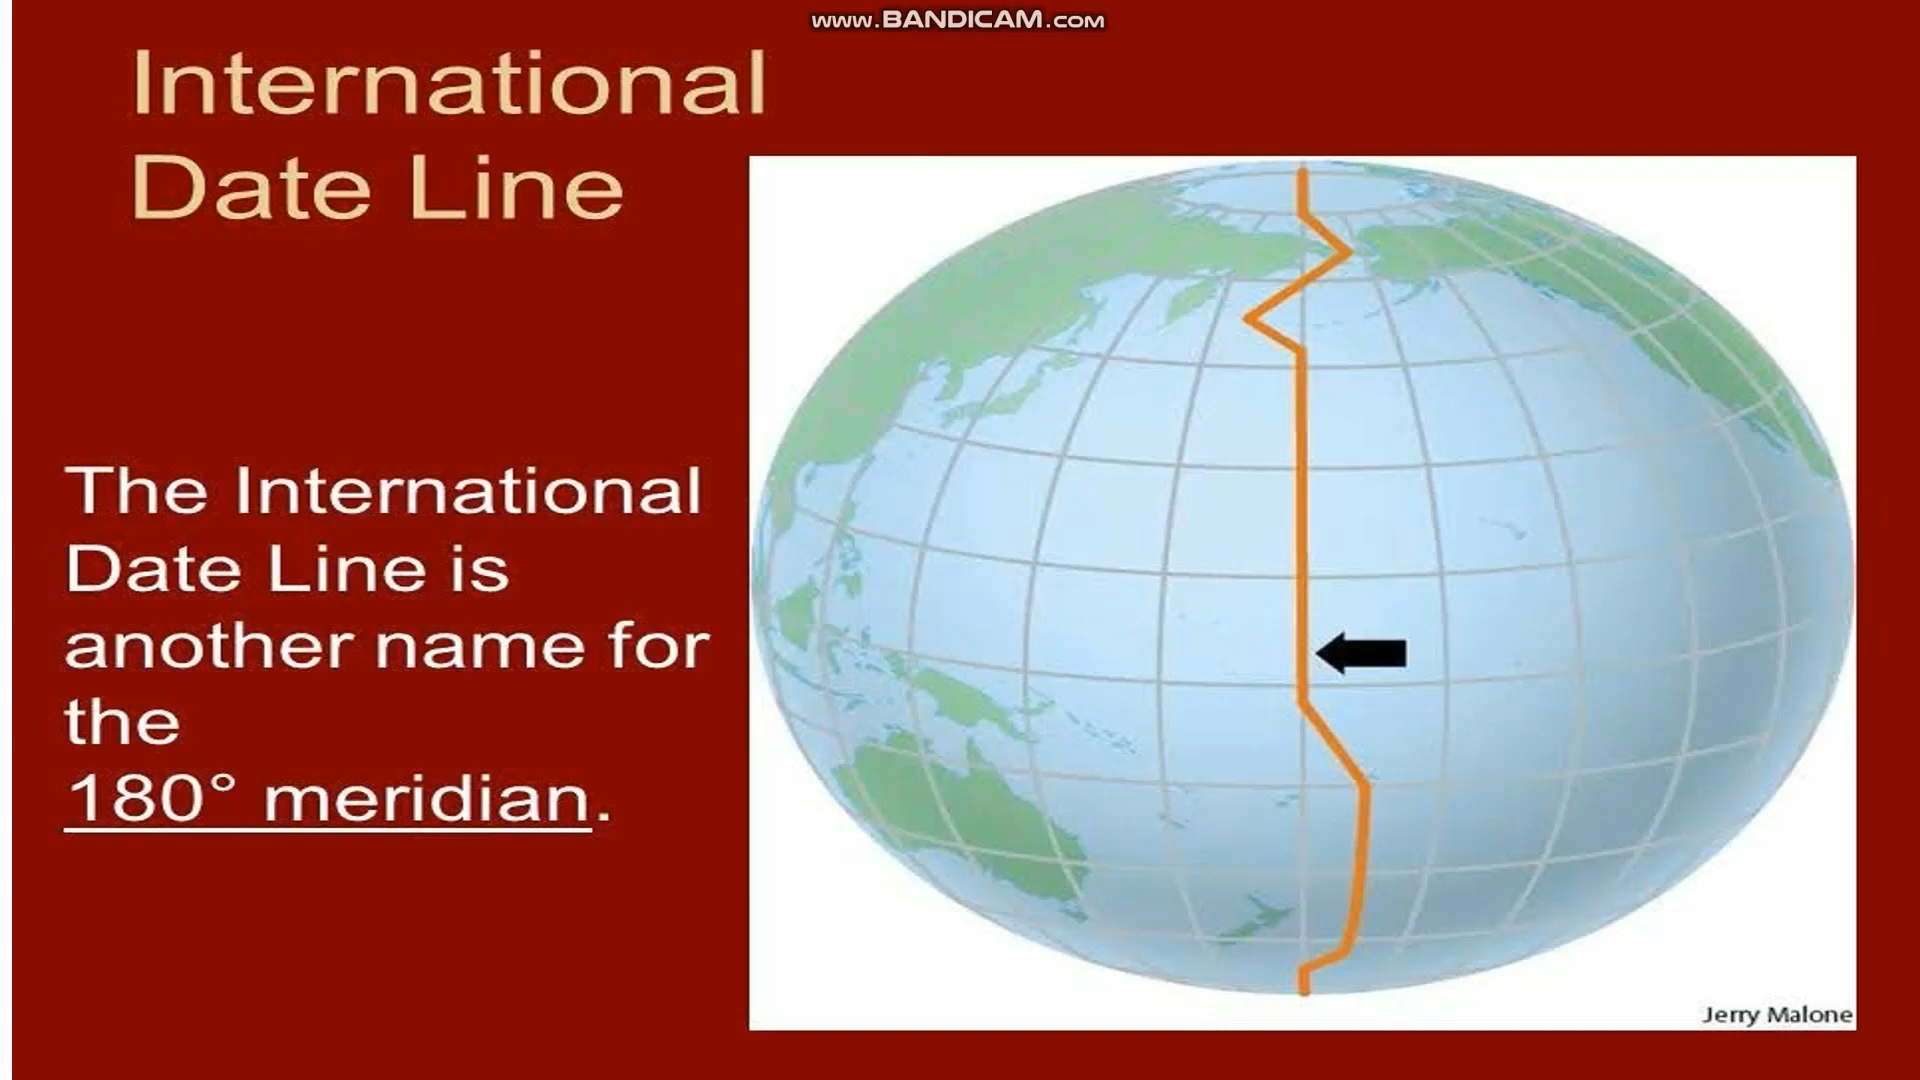 www.BANDICAM.com
International
Date Line
The International
Date Line is
another name for
the
180° meridian.
Jerry Malone